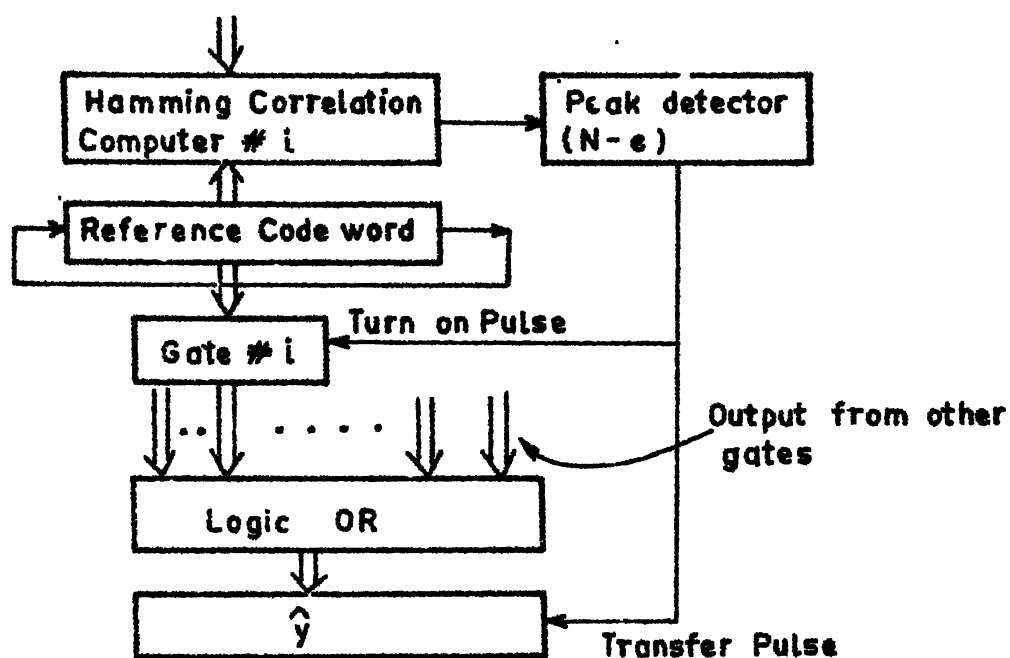 Hamming Correlation
Computer # i
Peak detector
(N-e)
Reference Code word
Turn on Pulse
Gate # i
Output from other
gates
Logic OR
ŷ
Transfer Pulse